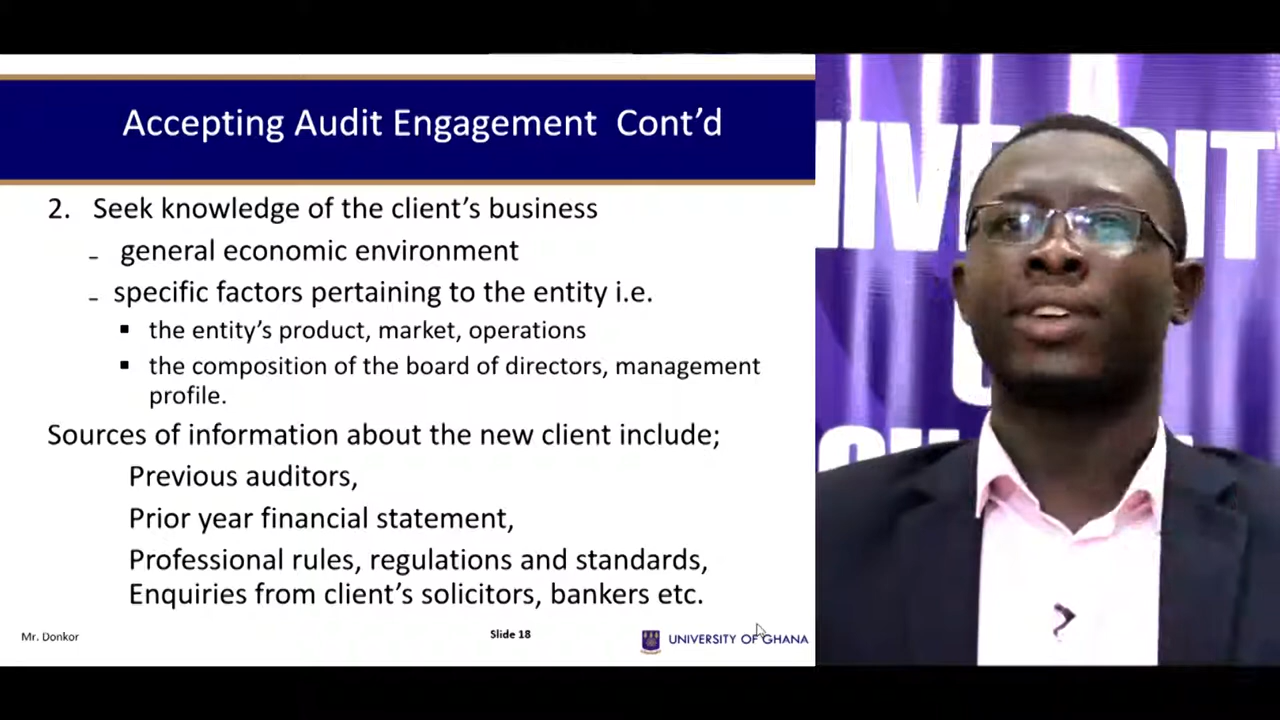 Accepting Audit Engagement Cont'd
2. Seek knowledge of the client's business
- general economic environment
- specific factors pertaining to the entity i.e.
▪ the entity's product, market, operations
▪ the composition of the board of directors, management
profile.
Sources of information about the new client include;
Previous auditors,
Prior year financial statement,
Professional rules, regulations and standards,
Enquiries from client's solicitors, bankers etc.
Mr. Donkor
Slide 18
UNIVERSITY OF GHANA